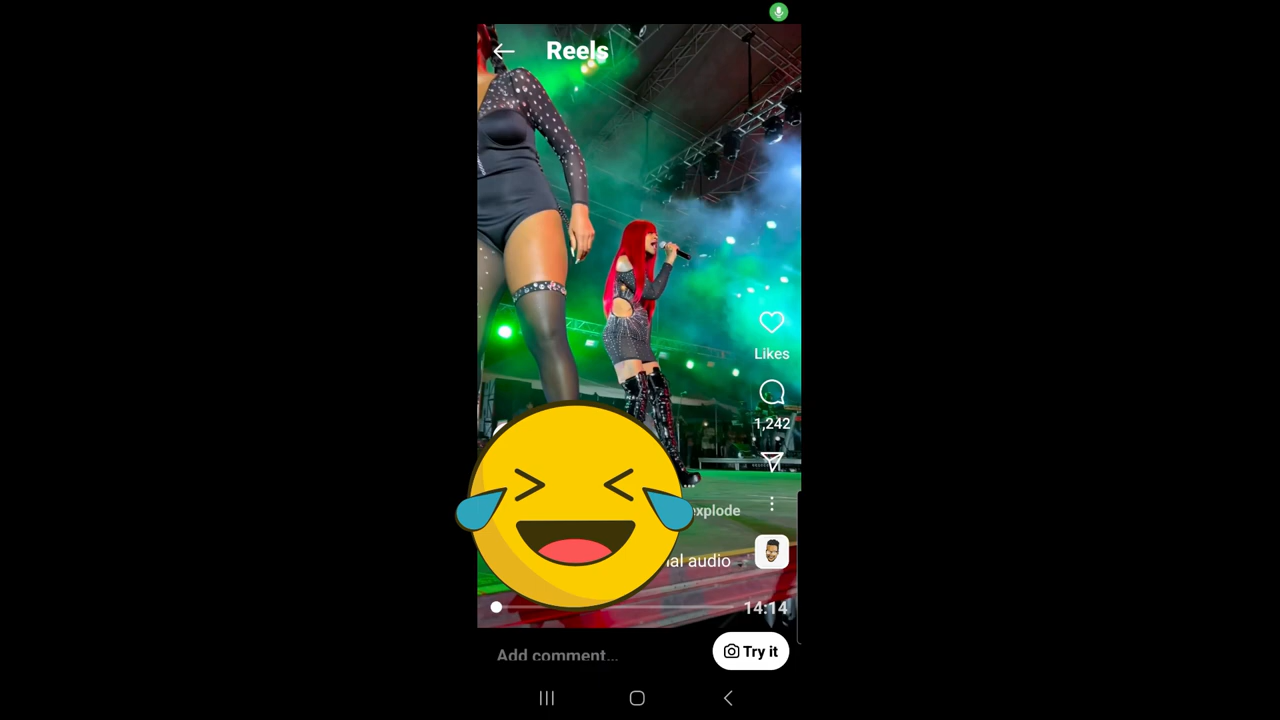 Reels
Likes
1,242
explode
al audio
14:14
Add comment...
Try it